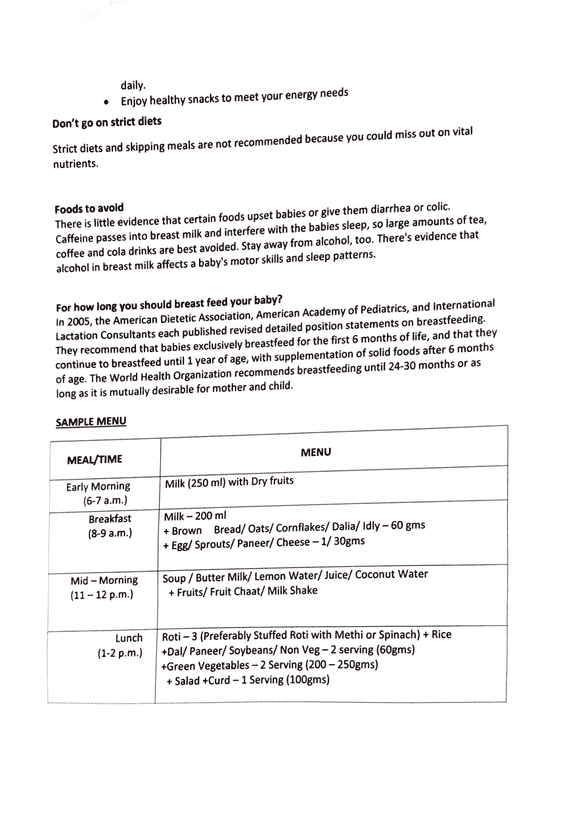 daily.
• Enjoy healthy snacks to meet your energy needs
Don't go on strict diets
Strict diets and skipping meals are not recommended because you could miss out on vital
nutrients.
Foods to avoid
There is little evidence that certain foods upset babies or give them diarrhea or colic.
Caffeine passes into breast milk and interfere with the babies sleep, so large amounts of tea,
coffee and cola drinks are best avoided. Stay away from alcohol, too. There's evidence that
alcohol in breast milk affects a baby's motor skills and sleep patterns.
For how long you should breast feed your baby?
In 2005, the American Dietetic Association, American Academy of Pediatrics, and International
Lactation Consultants each published revised detailed position statements on breastfeeding.
They recommend that babies exclusively breastfeed for the first 6 months of life, and that they
continue to breastfeed until 1 year of age, with supplementation of solid foods after 6 months
of age. The World Health Organization recommends breastfeeding until 24-30 months or as
long as it is mutually desirable for mother and child.
SAMPLE MENU
MEAL/TIME MENU
Early Morning Milk (250 ml) with Dry fruits
(6-7 a.m.)
Breakfast Milk – 200 ml
(8-9 a.m.) + Brown Bread/ Oats/ Cornflakes/ Dalia/ Idly – 60 gms
+ Egg/ Sprouts/ Paneer/ Cheese – 1/ 30gms
Mid – Morning Soup / Butter Milk/ Lemon Water/ Juice/ Coconut Water
(11 – 12 p.m.) + Fruits/ Fruit Chaat/ Milk Shake
Lunch Roti – 3 (Preferably Stuffed Roti with Methi or Spinach) + Rice
(1-2 p.m.) +Dal/ Paneer/ Soybeans/ Non Veg – 2 serving (60gms)
+Green Vegetables – 2 Serving (200 – 250gms)
+ Salad +Curd – 1 Serving (100gms)